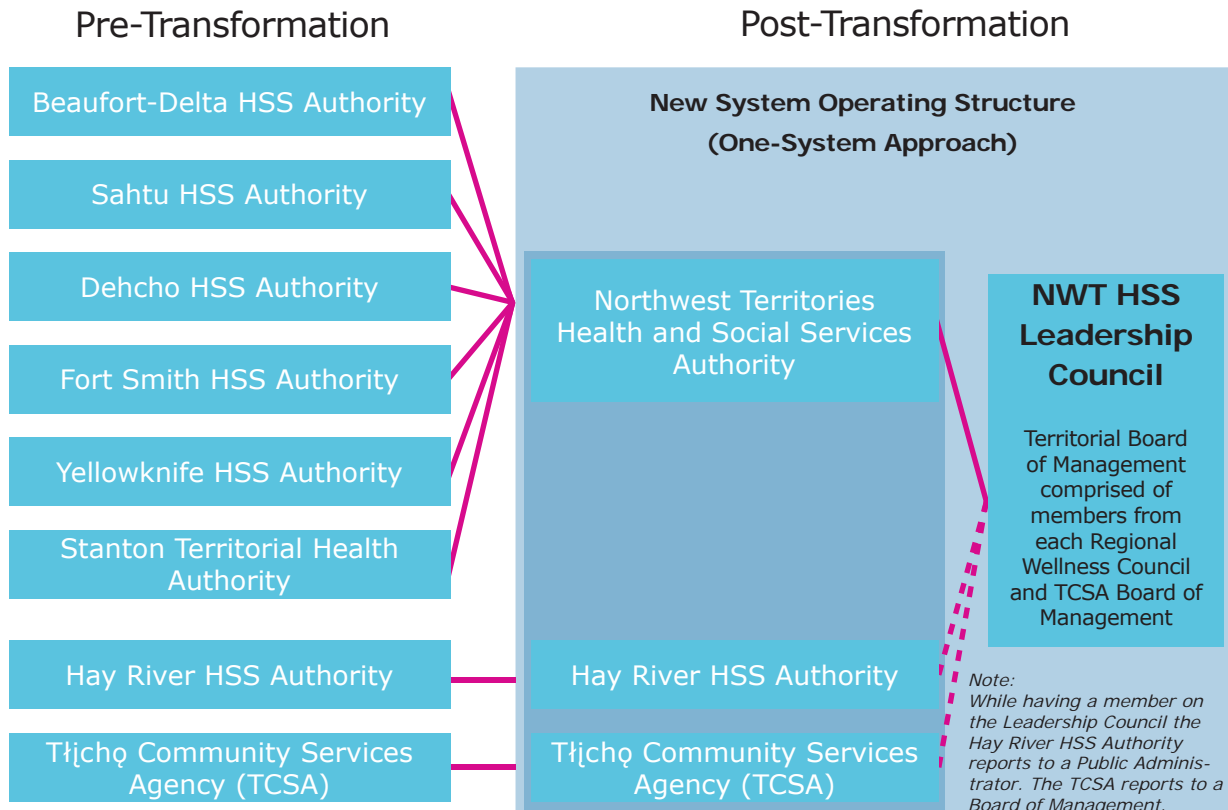 Pre-Transformation
Post-Transformation
Beaufort-Delta HSS Authority
Sahtu HSS Authority
Dehcho HSS Authority
Fort Smith HSS Authority
Yellowknife HSS Authority
Stanton Territorial Health
Authority
Hay River HSS Authority
Tłįchǫ Community Services
Agency (TCSA)
New System Operating Structure
(One-System Approach)
Northwest Territories
Health and Social Services
Authority
Hay River HSS Authority
Tłįchǫ Community Services
Agency (TCSA)
NWT HSS
Leadership
Council
Territorial Board
of Management
comprised of
members from
each Regional
Wellness Council
and TCSA Board of
Management
Note:
While having a member on
the Leadership Council the
Hay River HSS Authority
reports to a Public Adminis-
trator. The TCSA reports to a
Board of Management.